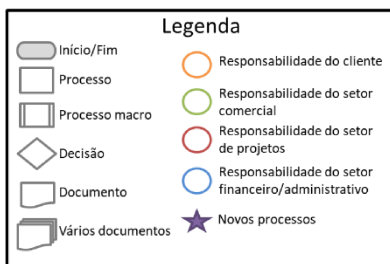 Legenda
Início/Fim
Processo
Processo macro
Decisão
Documento
Vários documentos
Responsabilidade do cliente
Responsabilidade do setor
comercial
Responsabilidade do setor
de projetos
Responsabilidade do setor
financeiro/administrativo
Novos processos